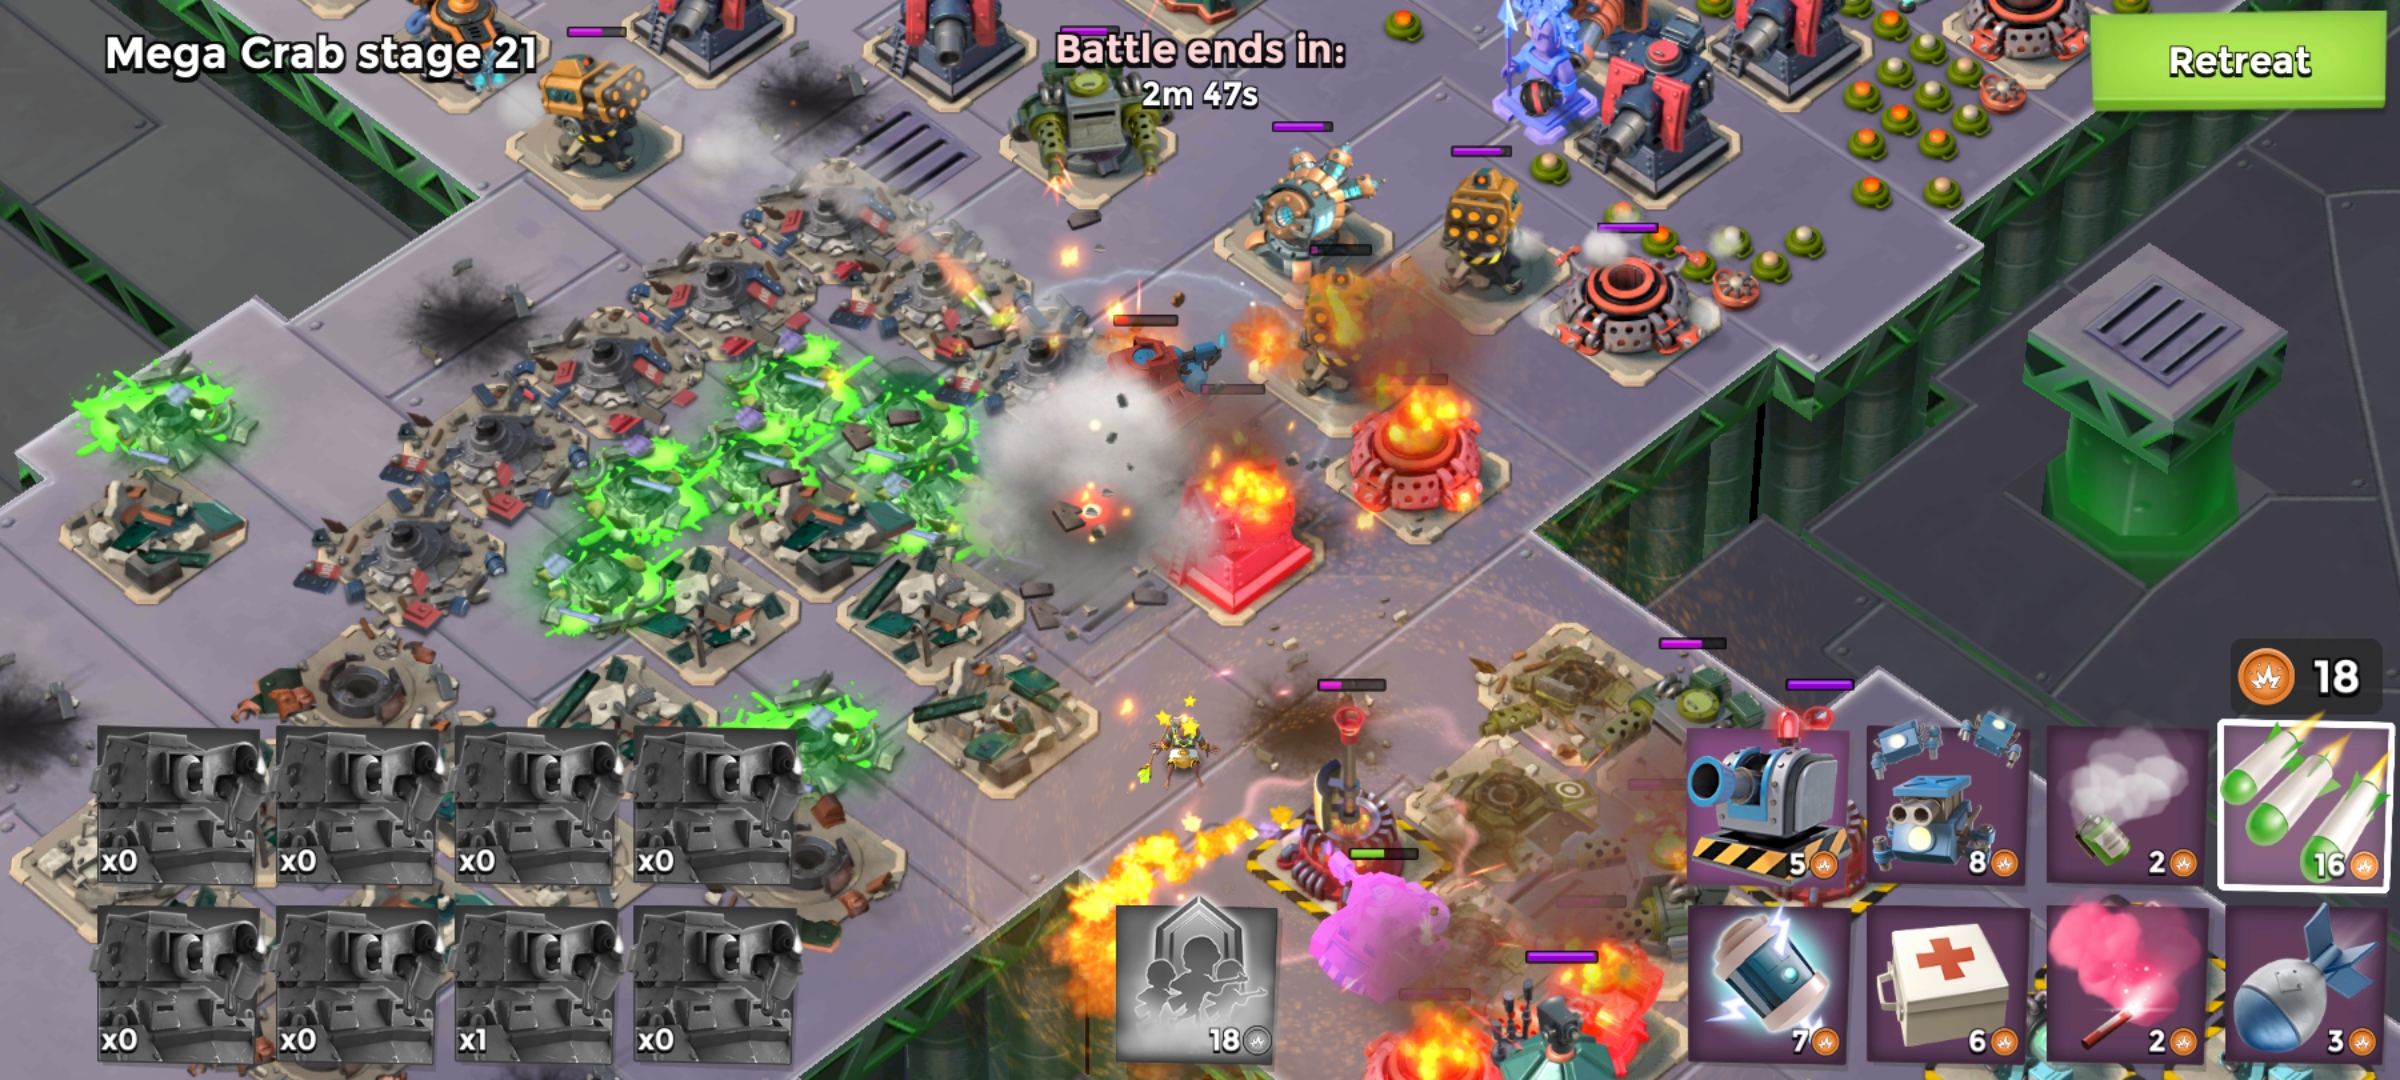 Mega Crab stage 21
Battle ends in:
2m 47s
Retreat
18
5
8
2
16
x0
x0
x0
x0
7
6
2
3
x0
x0
x1
x0
18